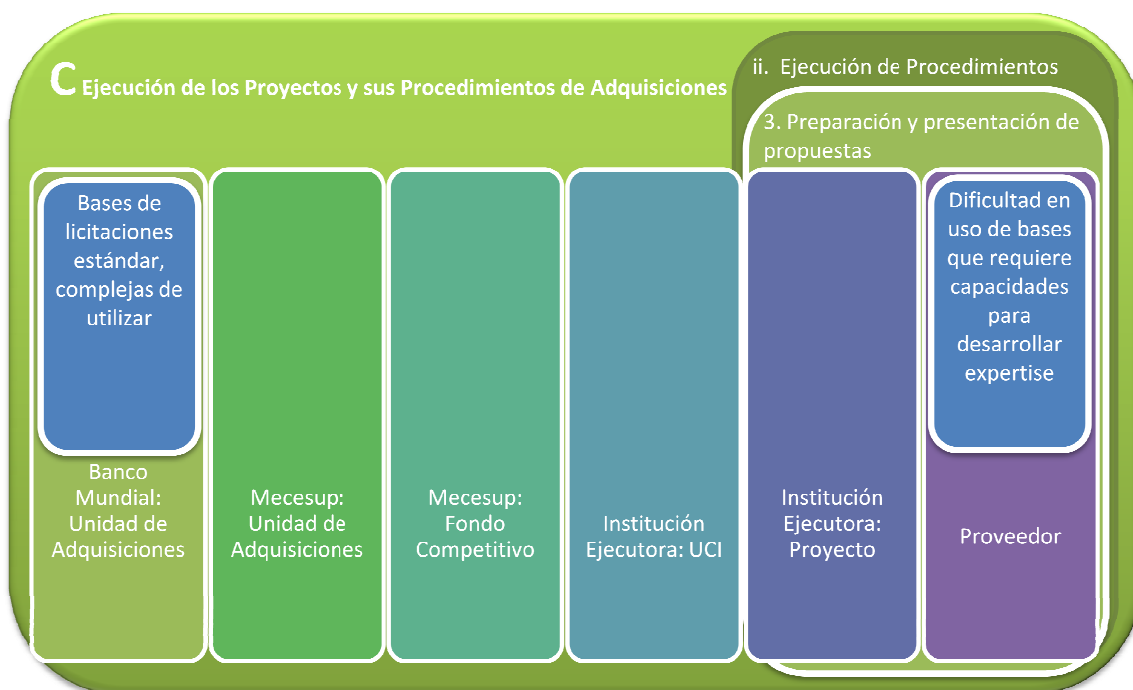 C Ejecución de los Proyectos y sus Procedimientos de Adquisiciones
ii. Ejecución de Procedimientos
3. Preparación y presentación de
propuestas
Bases de
licitaciones
estándar,
complejas de
utilizar
Banco
Mundial:
Unidad de
Adquisiciones
Mecesup:
Unidad de
Adquisiciones
Mecesup:
Fondo
Competitivo
Institución
Ejecutora: UCI
Institución
Ejecutora:
Proyecto
Dificultad en
uso de bases
que requiere
capacidades
para
desarrollar
expertise
Proveedor